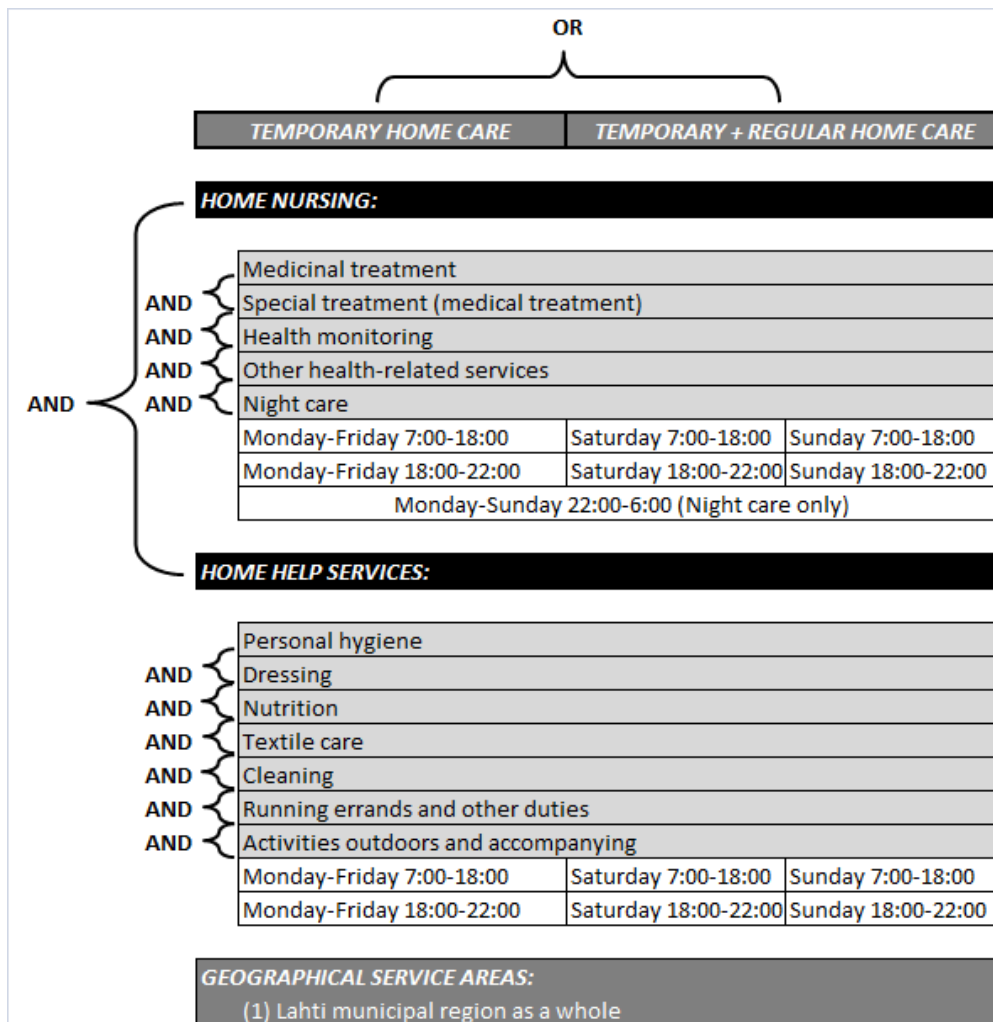 OR
TEMPORARY HOME CARE TEMPORARY + REGULAR HOME CARE
HOME NURSING:
Medicinal treatment
AND Special treatment (medical treatment)
AND Health monitoring
AND Other health-related services
AND AND Night care
Monday-Friday 7:00-18:00 Saturday 7:00-18:00 Sunday 7:00-18:00
Monday-Friday 18:00-22:00 Saturday 18:00-22:00 Sunday 18:00-22:00
Monday-Sunday 22:00-6:00 (Night care only)
HOME HELP SERVICES:
Personal hygiene
AND Dressing
AND Nutrition
AND Textile care
AND Cleaning
AND Running errands and other duties
AND Activities outdoors and accompanying
Monday-Friday 7:00-18:00 Saturday 7:00-18:00 Sunday 7:00-18:00
Monday-Friday 18:00-22:00 Saturday 18:00-22:00 Sunday 18:00-22:00
GEOGRAPHICAL SERVICE AREAS:
(1) Lahti municipal region as a whole